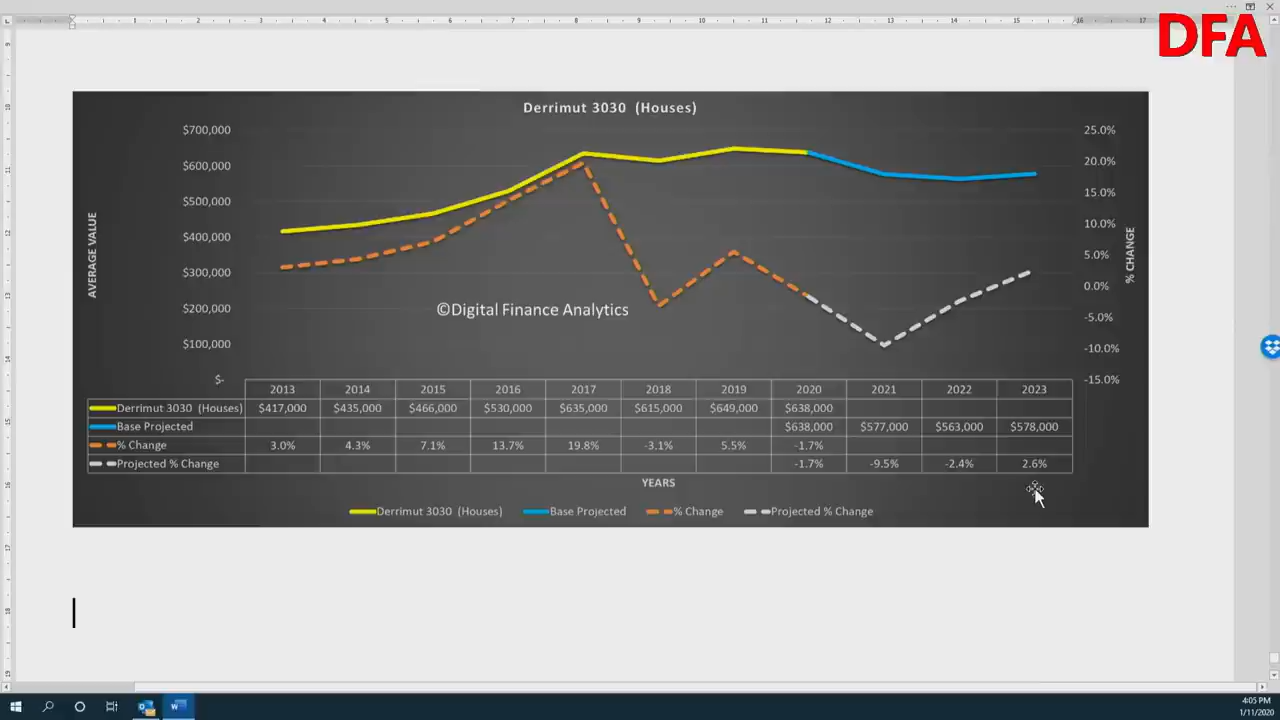 DFA
Derrimut 3030 (Houses)
$700,000
$600,000
$500,000
$400,000
$300,000
$200,000
$100,000
$-
25.0%
20.0%
15.0%
10.0%
5.0%
0.0%
-5.0%
-10.0%
-15.0%
AVERAGE VALUE
% CHANGE
©Digital Finance Analytics
2013 2014 2015 2016 2017 2018 2019 2020 2021 2022 2023
Derrimut 3030 (Houses) $417,000 $435,000 $466,000 $530,000 $635,000 $615,000 $649,000 $638,000
Base Projected $638,000 $577,000 $563,000 $578,000
% Change 3.0% 4.3% 7.1% 13.7% 19.8% -3.1% 5.5% -1.7%
Projected % Change -1.7% -9.5% -2.4% 2.6%
YEARS
Derrimut 3030 (Houses) Base Projected % Change Projected % Change
4:05 PM
1/11/2020